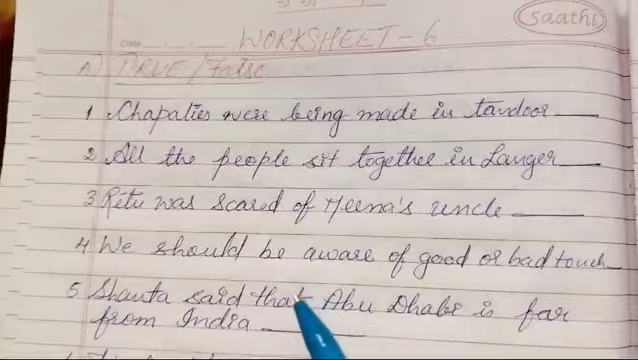 Saathi
Date
WORKSHEET-6
A) TRUE/False
1 Chapaties were being made in tandoor
2 All the people sit together in Langer
3 Ritu was scared of Meena's uncle
4 We should be aware of good or bad touch
5 Shanta said that Abu Dhabi is far
from India